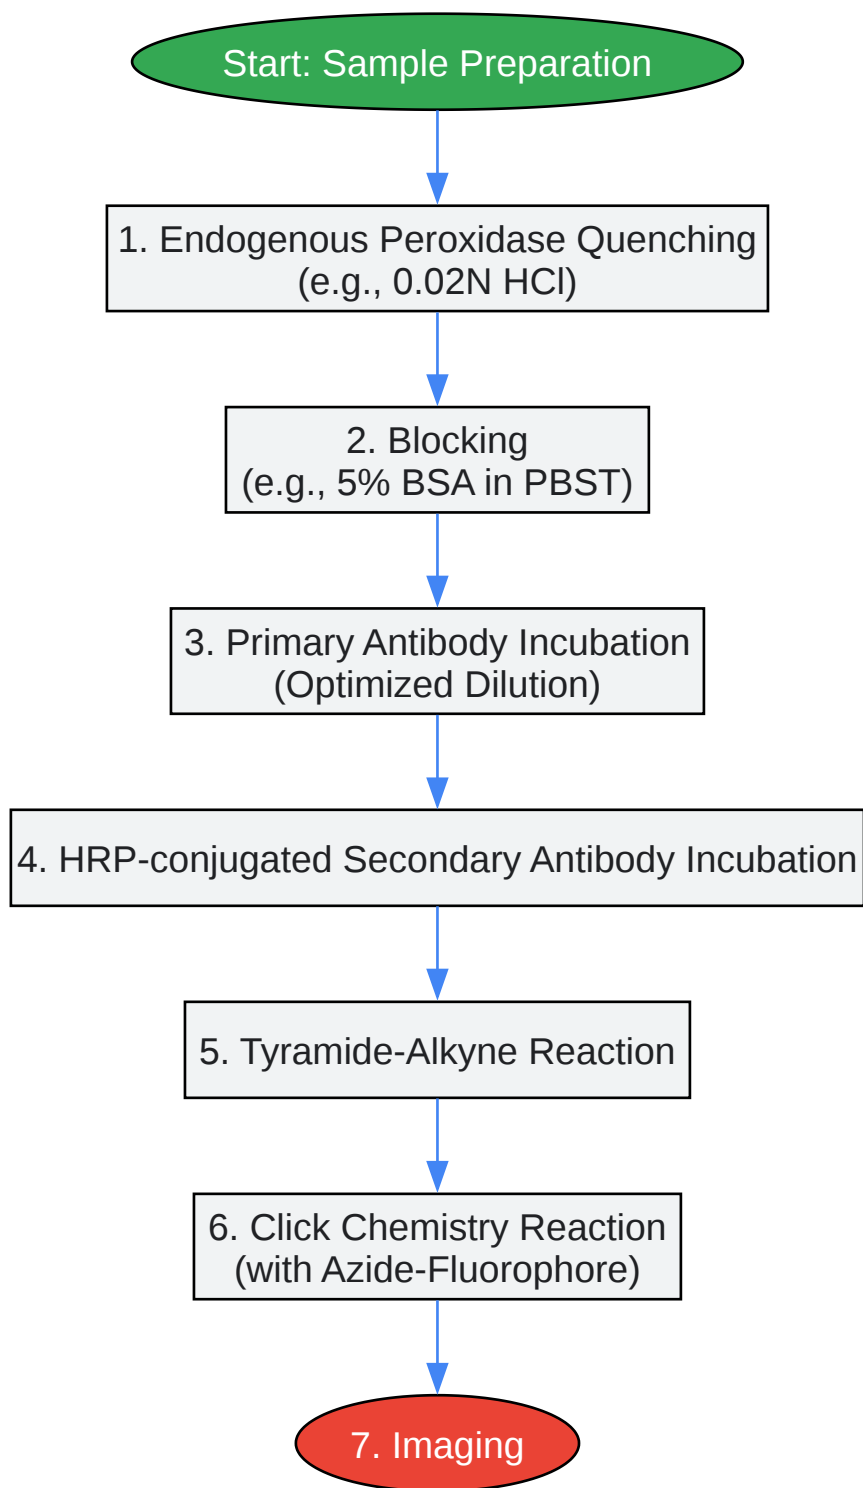 Start: Sample Preparation
1. Endogenous Peroxidase Quenching
(e.g., 0.02N HCl)
2. Blocking
(e.g., 5% BSA in PBST)
3. Primary Antibody Incubation
(Optimized Dilution)
4. HRP-conjugated Secondary Antibody Incubation
5. Tyramide-Alkyne Reaction
6. Click Chemistry Reaction
(with Azide-Fluorophore)
7. Imaging